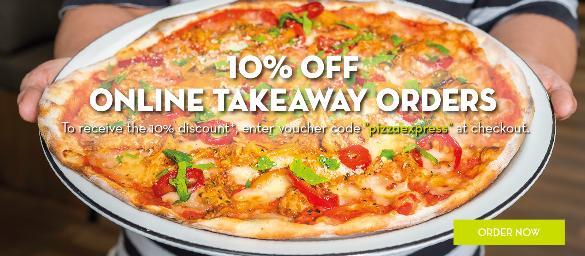 10% OFF
ONLINE TAKEAWAY ORDERS
To receive the 10% discount*, enter voucher code "pizzaexpress" at checkout.
ORDER NOW